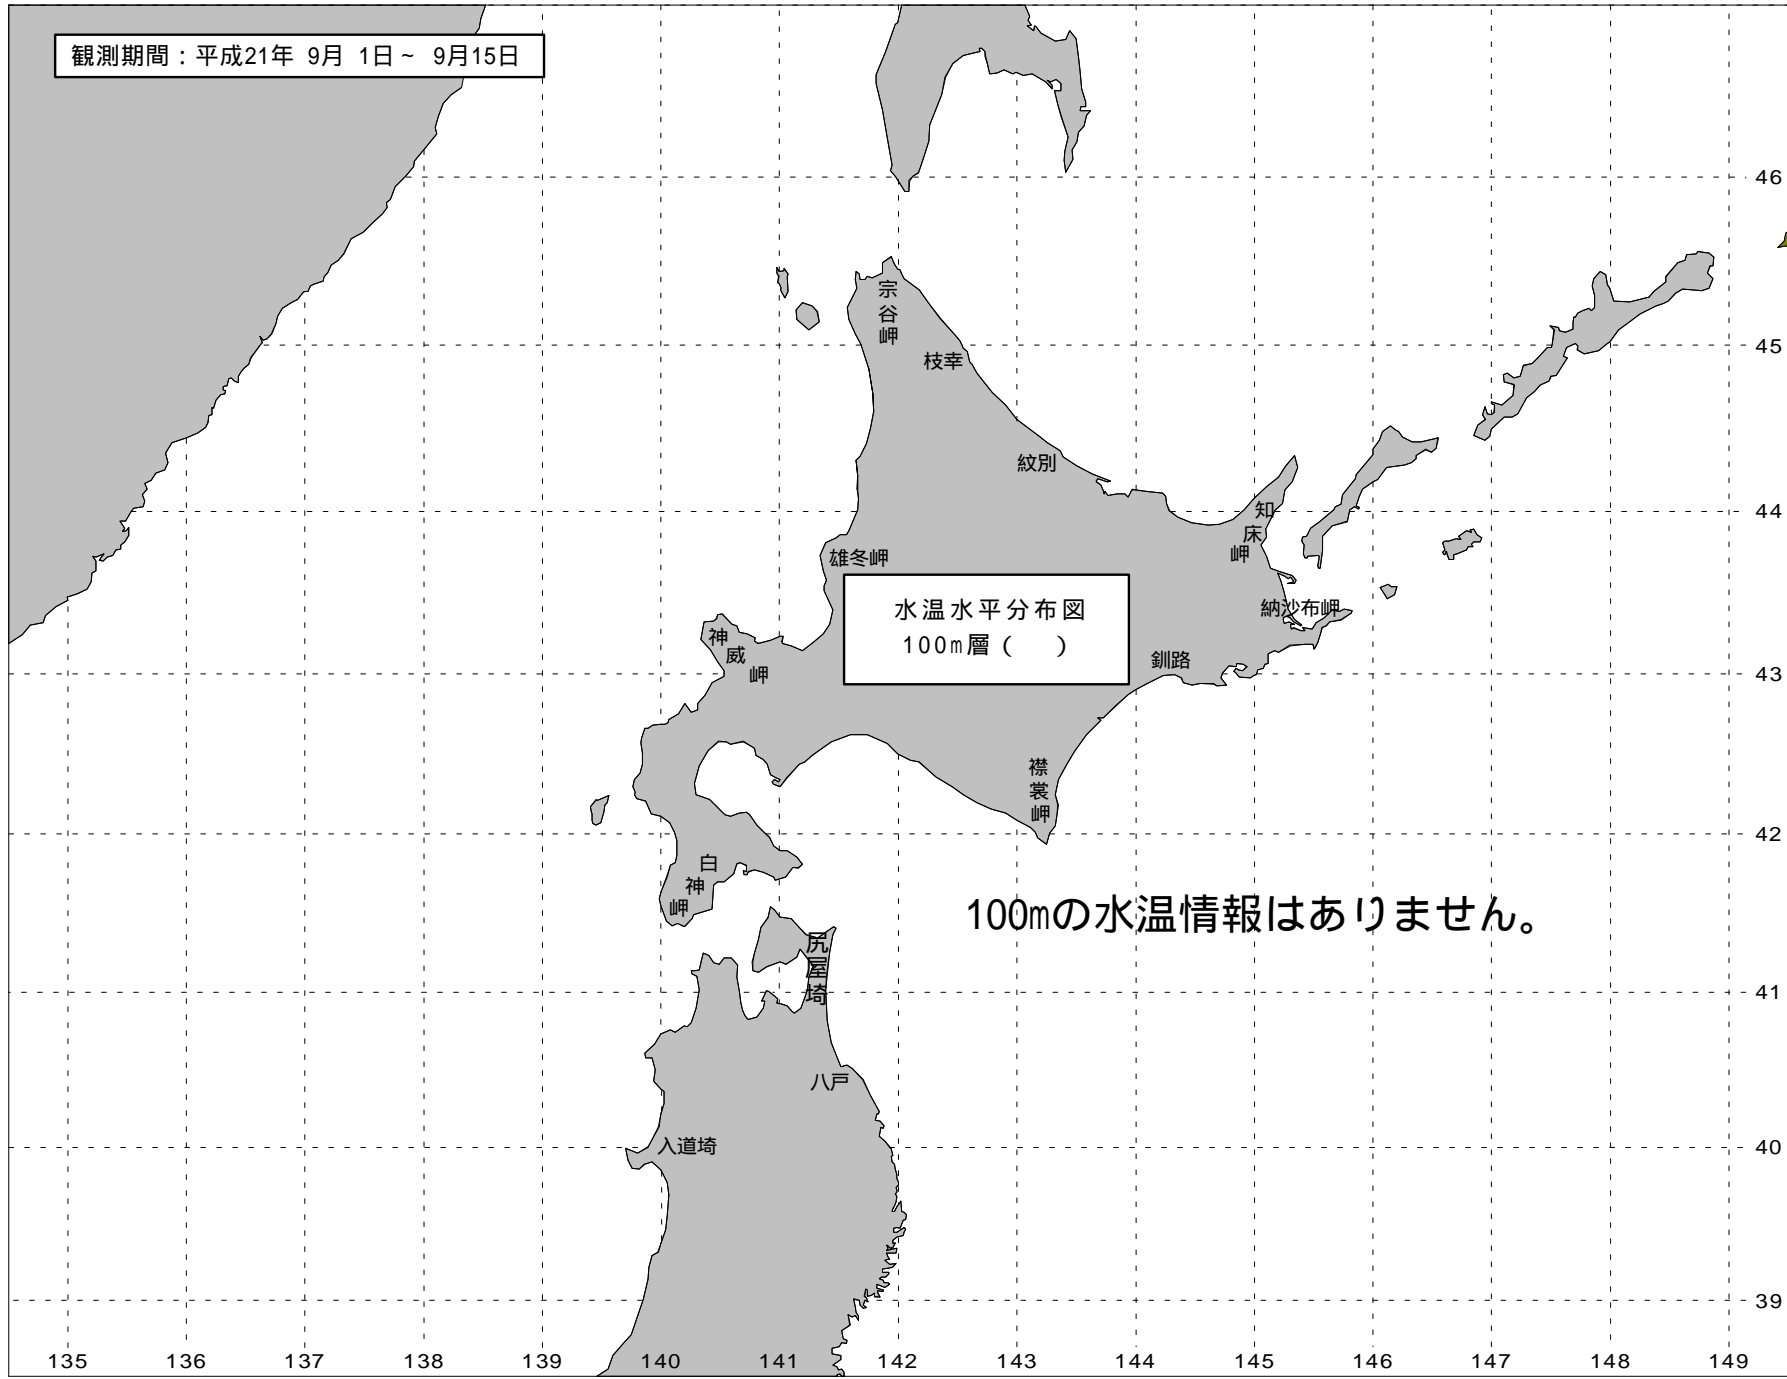 観測期間：平成21年 9月 1日～ 9月15日
46
宗谷岬
45
枝幸
紋別
44
知床岬
雄冬岬
水温水平分布図
100m層（　）
納沙布岬
神威岬
釧路
43
襟裳岬
42
白神岬
100mの水温情報はありません。
尻屋埼
41
八戸
入道埼
40
39
135 136 137 138 139 140 141 142 143 144 145 146 147 148 149